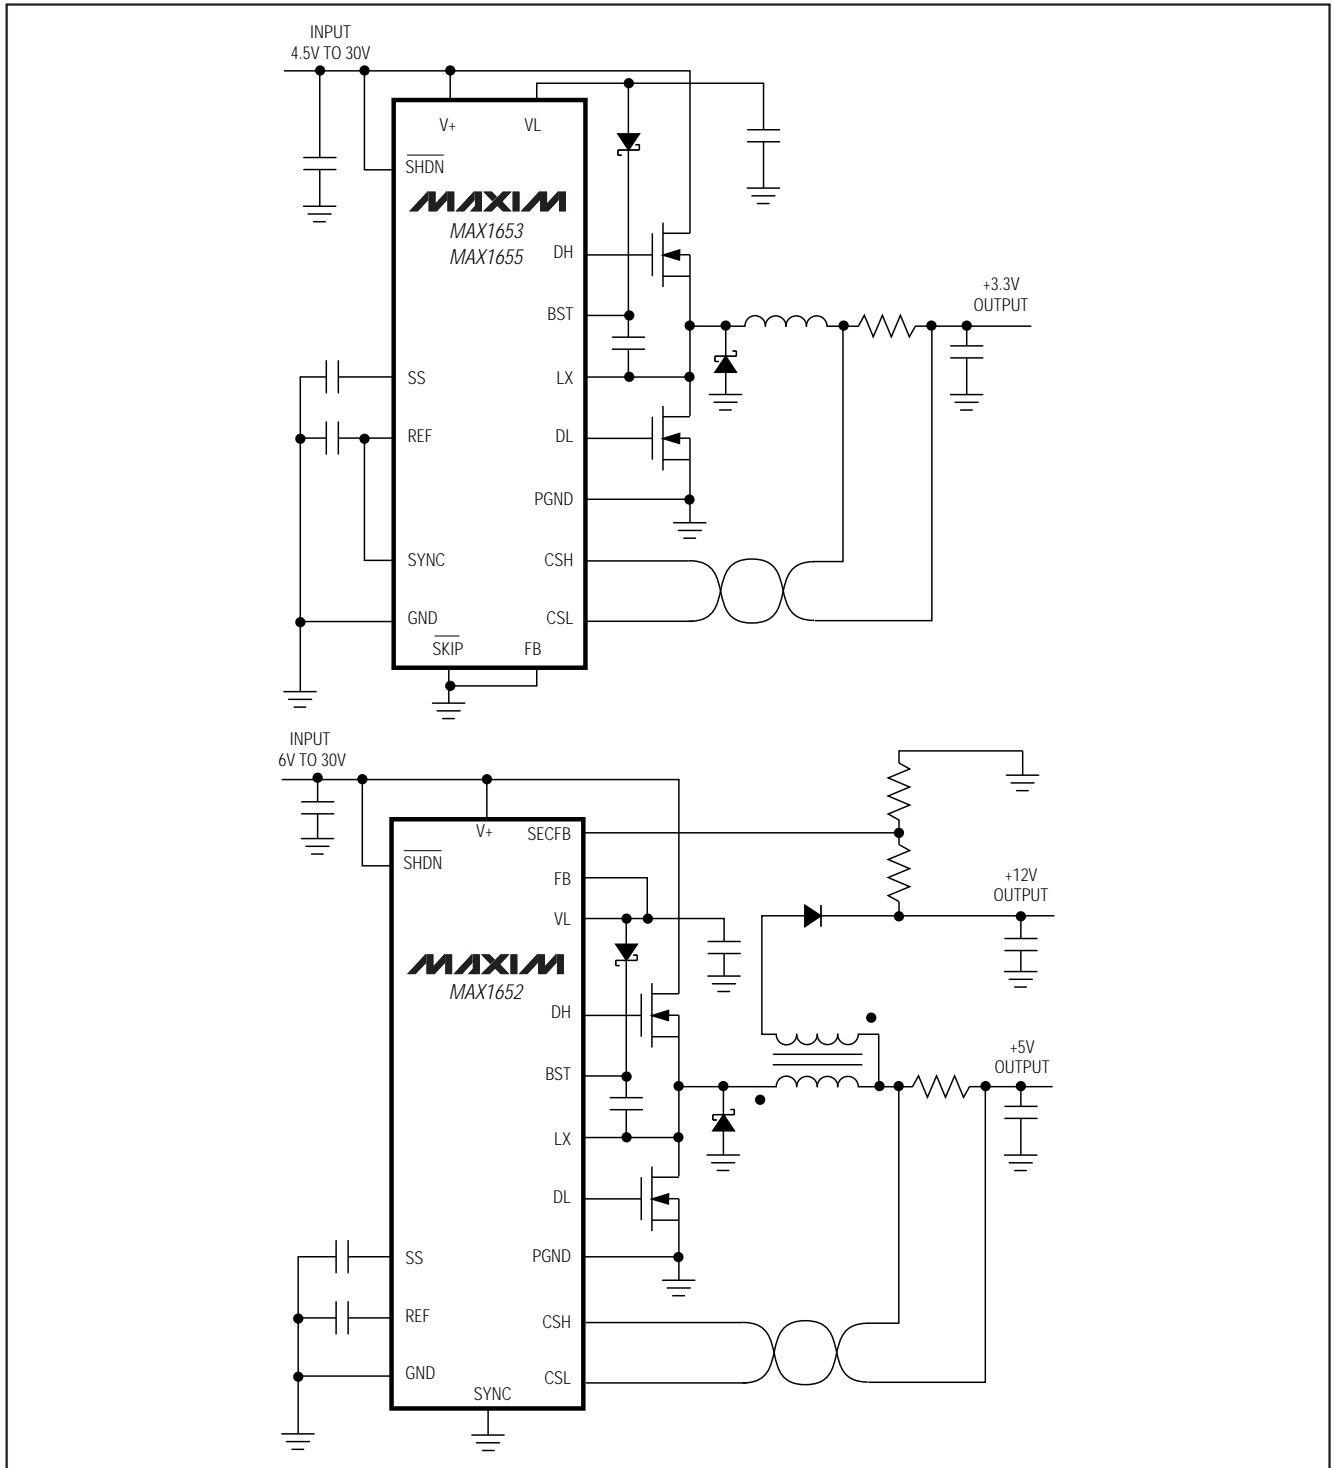 INPUT
4.5V TO 30V
V+
VL
SHDN
MAXIM
MAX1653
MAX1655
DH
BST
+3.3V
OUTPUT
SS
LX
REF
DL
PGND
SYNC
CSH
GND
CSL
SKIP
FB
INPUT
6V TO 30V
V+
SECFB
SHDN
FB
+12V
OUTPUT
VL
MAXIM
MAX1652
DH
+5V
OUTPUT
BST
LX
DL
SS
PGND
REF
CSH
GND
CSL
SYNC